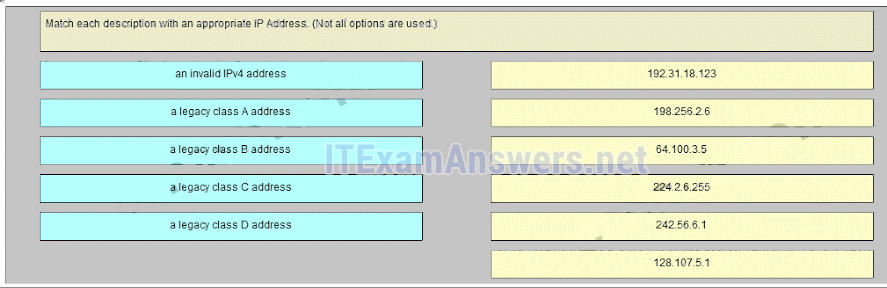 Match each description with an appropriate IP Address. (Not all options are used.)
an invalid IPv4 address
192.31.18.123
a legacy class A address
198.256.2.6
a legacy class B address
64.100.3.5
ITExamAnswers.net
a legacy class C address
224.2.6.255
a legacy class D address
242.56.6.1
128.107.5.1